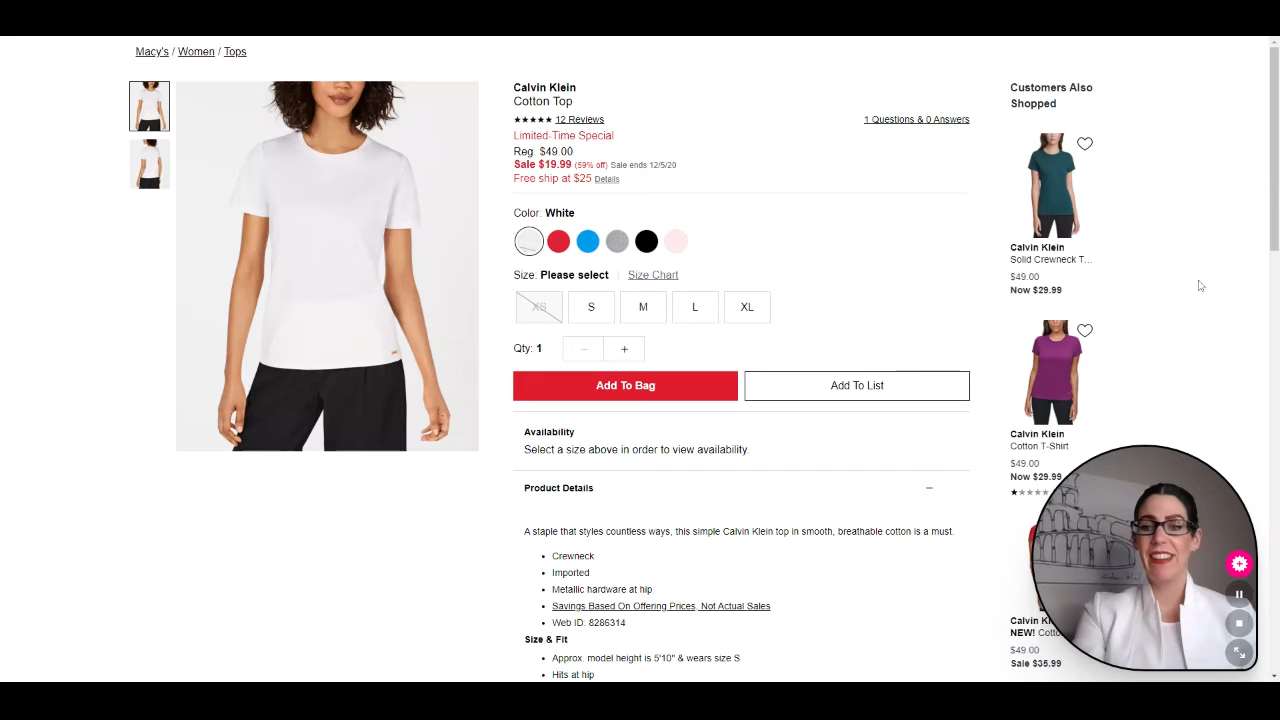 Macy's / Women / Tops
Calvin Klein
Cotton Top
★★★★★ 12 Reviews
1 Questions & 0 Answers
Limited-Time Special
Reg. $49.00
Sale $19.99 (59% off) Sale ends 12/5/20
Free ship at $25 Details
Color: White
Size: Please select
Size Chart
XS
S
M
L
XL
Qty: 1
Add To Bag
Add To List
Availability
Select a size above in order to view availability.
Product Details
A staple that styles countless ways, this simple Calvin Klein top in smooth, breathable cotton is a must.
Crewneck
Imported
Metallic hardware at hip
Savings Based On Offering Prices, Not Actual Sales
Web ID: 8286314
Size & Fit
Approx. model height is 5'10" & wears size S
Hits at hip
Customers Also
Shopped
Calvin Klein
Solid Crewneck T...
$49.00
Now $29.99
Calvin Klein
Cotton T-Shirt
$49.00
Now $29.99
NEW!
$49.00
Sale $35.99